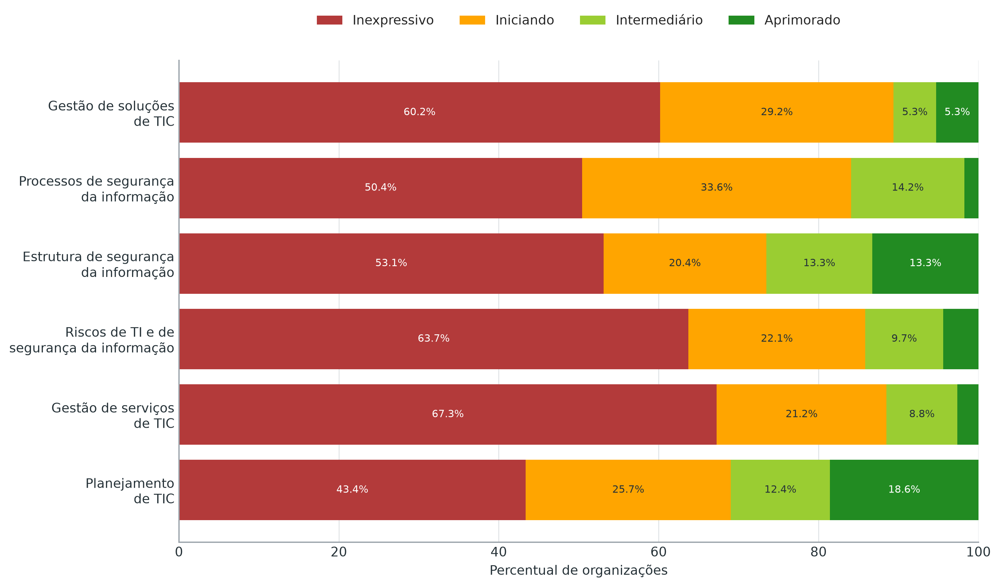 Inexpressivo Iniciando Intermediário Aprimorado
Gestão de soluções
de TIC
60.2% 29.2% 5.3% 5.3%
Processos de segurança
da informação
50.4% 33.6% 14.2%
Estrutura de segurança
da informação
53.1% 20.4% 13.3% 13.3%
Riscos de TI e de
segurança da informação
63.7% 22.1% 9.7%
Gestão de serviços
de TIC
67.3% 21.2% 8.8%
Planejamento
de TIC
43.4% 25.7% 12.4% 18.6%
0 20 40 60 80 100
Percentual de organizações